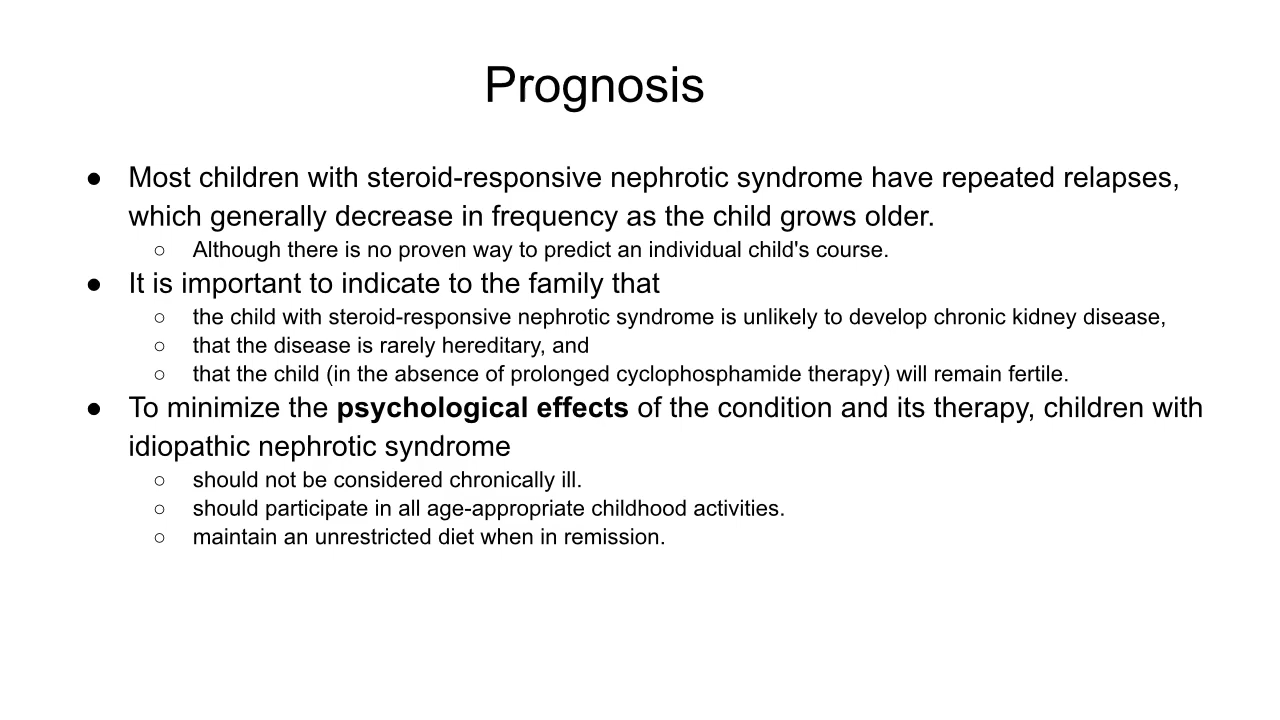 Prognosis
● Most children with steroid-responsive nephrotic syndrome have repeated relapses,
which generally decrease in frequency as the child grows older.
○ Although there is no proven way to predict an individual child's course.
● It is important to indicate to the family that
○ the child with steroid-responsive nephrotic syndrome is unlikely to develop chronic kidney disease,
○ that the disease is rarely hereditary, and
○ that the child (in the absence of prolonged cyclophosphamide therapy) will remain fertile.
● To minimize the psychological effects of the condition and its therapy, children with
idiopathic nephrotic syndrome
○ should not be considered chronically ill.
○ should participate in all age-appropriate childhood activities.
○ maintain an unrestricted diet when in remission.